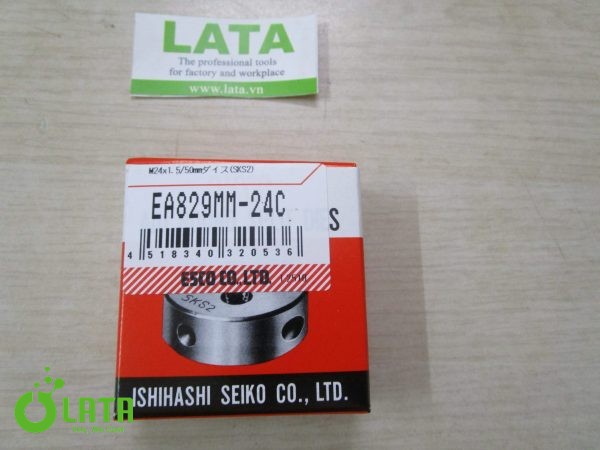 LATA
The professional tools
for factory and workplace
www.lata.vn
M24x1.5/50mmダイス(SKS2)
EA829MM-24C
4 518340 320536
ESCO CO.,LTD.
SKS2
ISHIHASHI SEIKO CO., LTD.
LATA